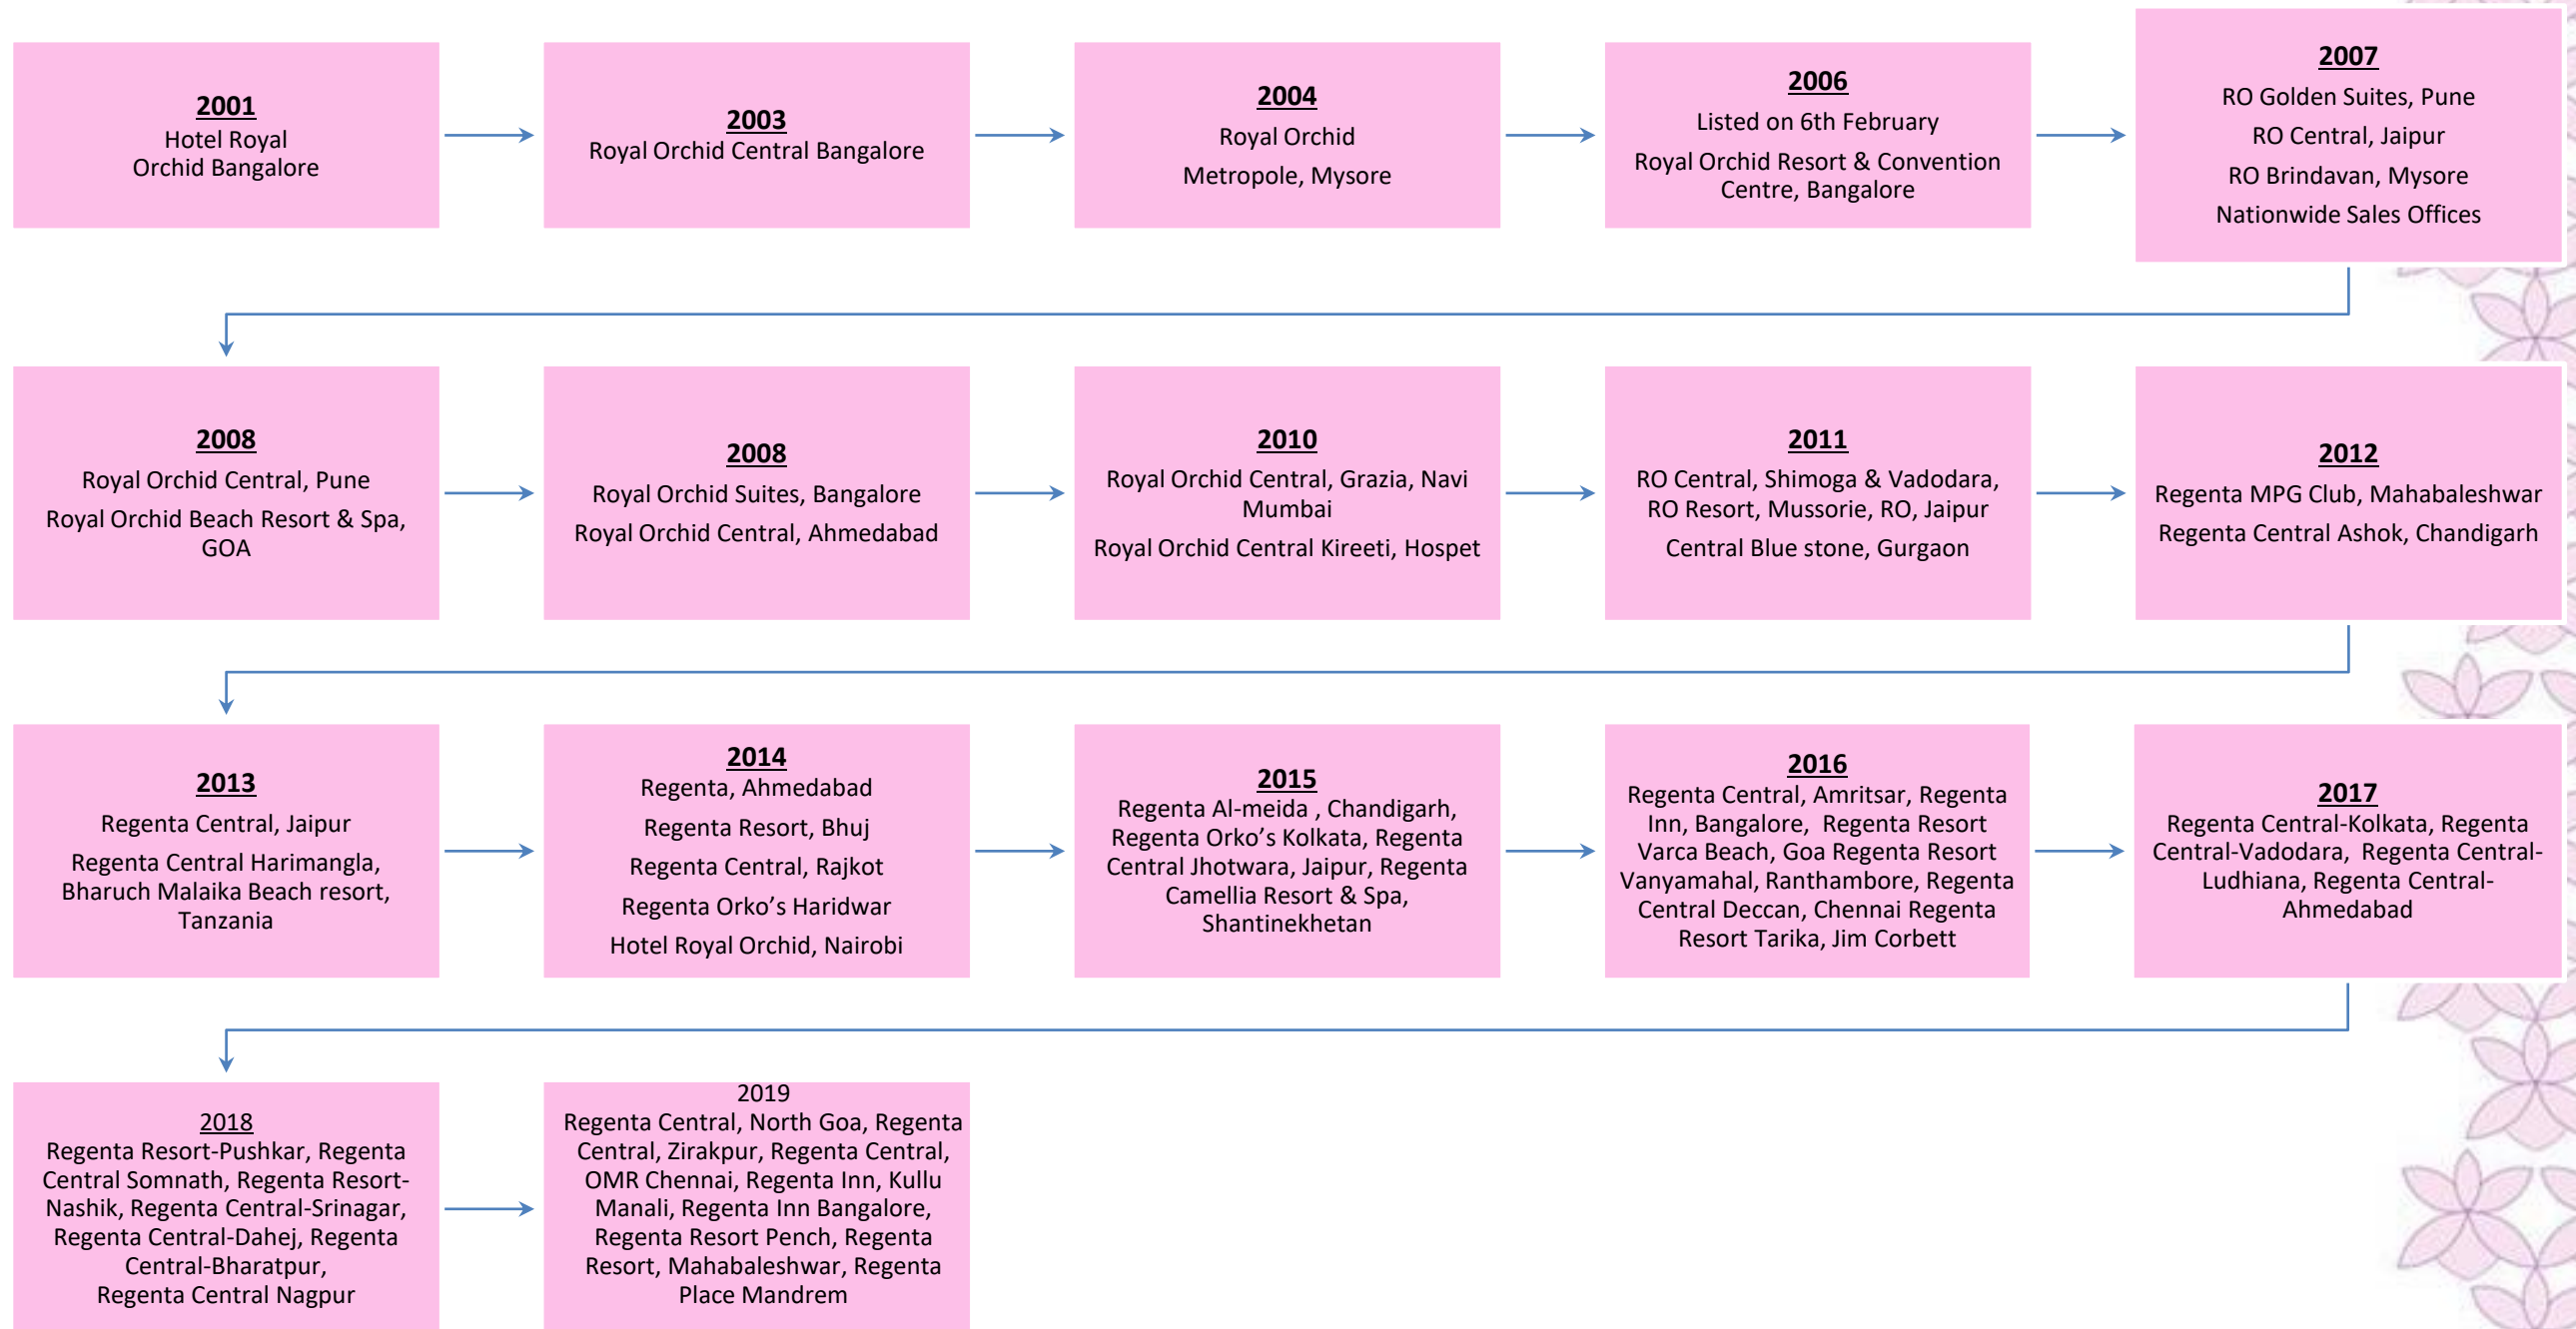 2001
Hotel Royal
Orchid Bangalore
2003
Royal Orchid Central Bangalore
2004
Royal Orchid
Metropole, Mysore
2006
Listed on 6th February
Royal Orchid Resort & Convention
Centre, Bangalore
2007
RO Golden Suites, Pune
RO Central, Jaipur
RO Brindavan, Mysore
Nationwide Sales Offices
2008
Royal Orchid Central, Pune
Royal Orchid Beach Resort & Spa,
GOA
2008
Royal Orchid Suites, Bangalore
Royal Orchid Central, Ahmedabad
2010
Royal Orchid Central, Grazia, Navi
Mumbai
Royal Orchid Central Kireeti, Hospet
2011
RO Central, Shimoga & Vadodara,
RO Resort, Mussorie, RO, Jaipur
Central Blue stone, Gurgaon
2012
Regenta MPG Club, Mahabaleshwar
Regenta Central Ashok, Chandigarh
2013
Regenta Central, Jaipur
Regenta Central Harimangla,
Bharuch Malaika Beach resort,
Tanzania
2014
Regenta, Ahmedabad
Regenta Resort, Bhuj
Regenta Central, Rajkot
Regenta Orko’s Haridwar
Hotel Royal Orchid, Nairobi
2015
Regenta Al-meida , Chandigarh,
Regenta Orko’s Kolkata, Regenta
Central Jhotwara, Jaipur, Regenta
Camellia Resort & Spa,
Shantinekhetan
2016
Regenta Central, Amritsar, Regenta
Inn, Bangalore, Regenta Resort
Varca Beach, Goa Regenta Resort
Vanyamahal, Ranthambore, Regenta
Central Deccan, Chennai Regenta
Resort Tarika, Jim Corbett
2017
Regenta Central-Kolkata, Regenta
Central-Vadodara, Regenta Central-
Ludhiana, Regenta Central-
Ahmedabad
2018
Regenta Resort-Pushkar, Regenta
Central Somnath, Regenta Resort-
Nashik, Regenta Central-Srinagar,
Regenta Central-Dahej, Regenta
Central-Bharatpur,
Regenta Central Nagpur
2019
Regenta Central, North Goa, Regenta
Central, Zirakpur, Regenta Central,
OMR Chennai, Regenta Inn, Kullu
Manali, Regenta Inn Bangalore,
Regenta Resort Pench, Regenta
Resort, Mahabaleshwar, Regenta
Place Mandrem